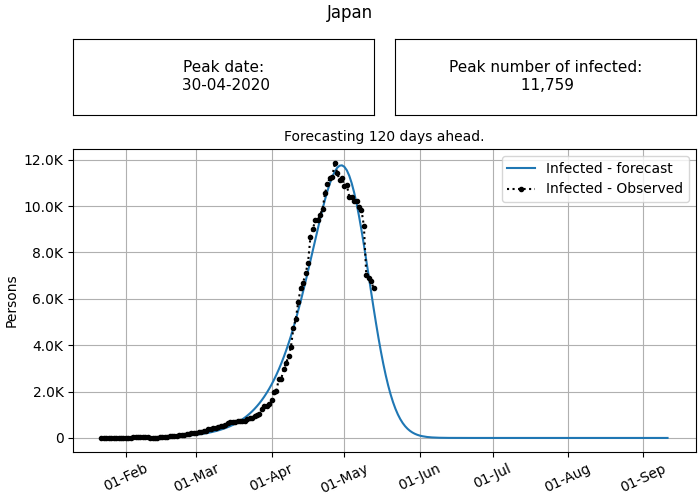 Japan
Peak date:
30-04-2020
Peak number of infected:
11,759
Forecasting 120 days ahead.
Infected - forecast
Infected - Observed
12.0K
10.0K
8.0K
6.0K
4.0K
2.0K
0
Persons
01-Feb
01-Mar
01-Apr
01-May
01-Jun
01-Jul
01-Aug
01-Sep